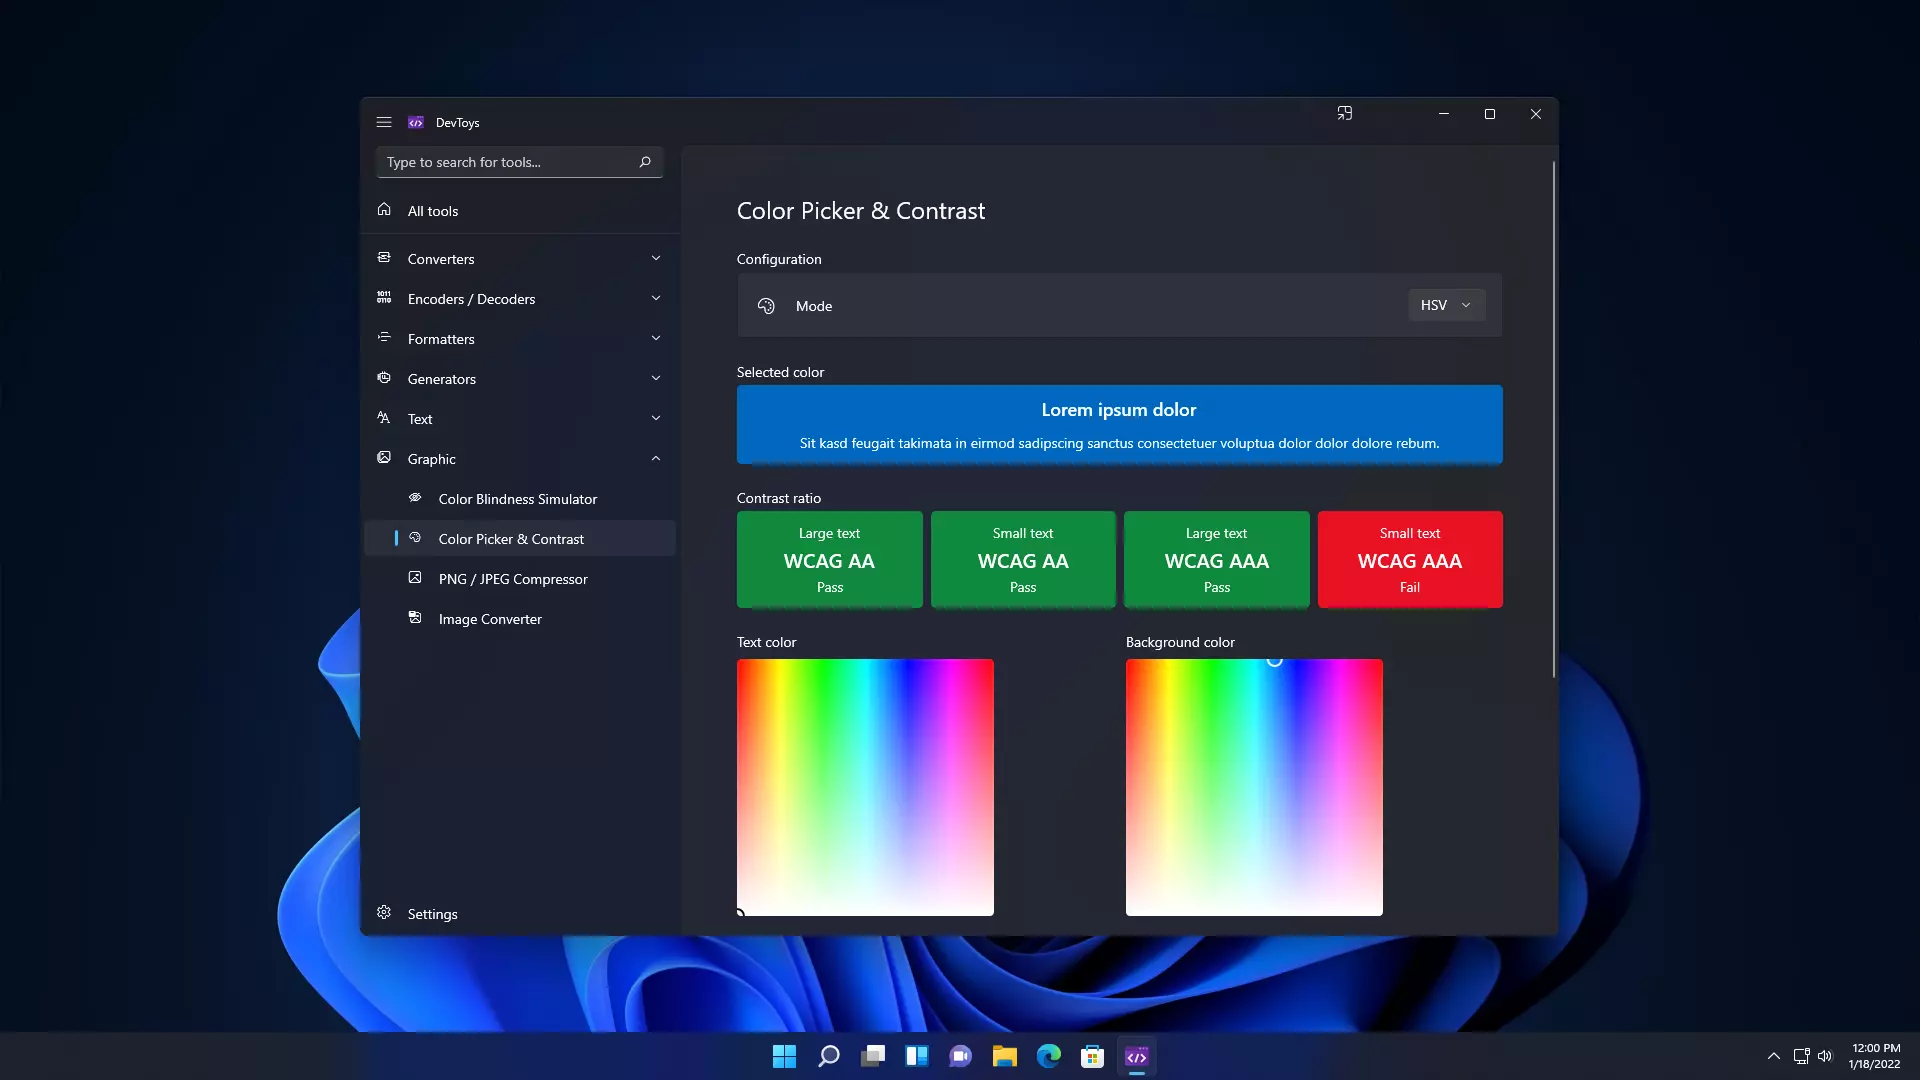 DevToys
Type to search for tools...
All tools
Converters
Encoders / Decoders
Formatters
Generators
Text
Graphic
Color Blindness Simulator
Color Picker & Contrast
PNG / JPEG Compressor
Image Converter
Settings
Color Picker & Contrast
Configuration
Mode
HSV
Selected color
Lorem ipsum dolor
Sit kasd feugait takimata in eirmod sadipscing sanctus consectetuer voluptua dolor dolor dolore rebum.
Contrast ratio
Large text
WCAG AA
Pass
Small text
WCAG AA
Pass
Large text
WCAG AAA
Pass
Small text
WCAG AAA
Fail
Text color
Background color
12:00 PM
1/18/2022